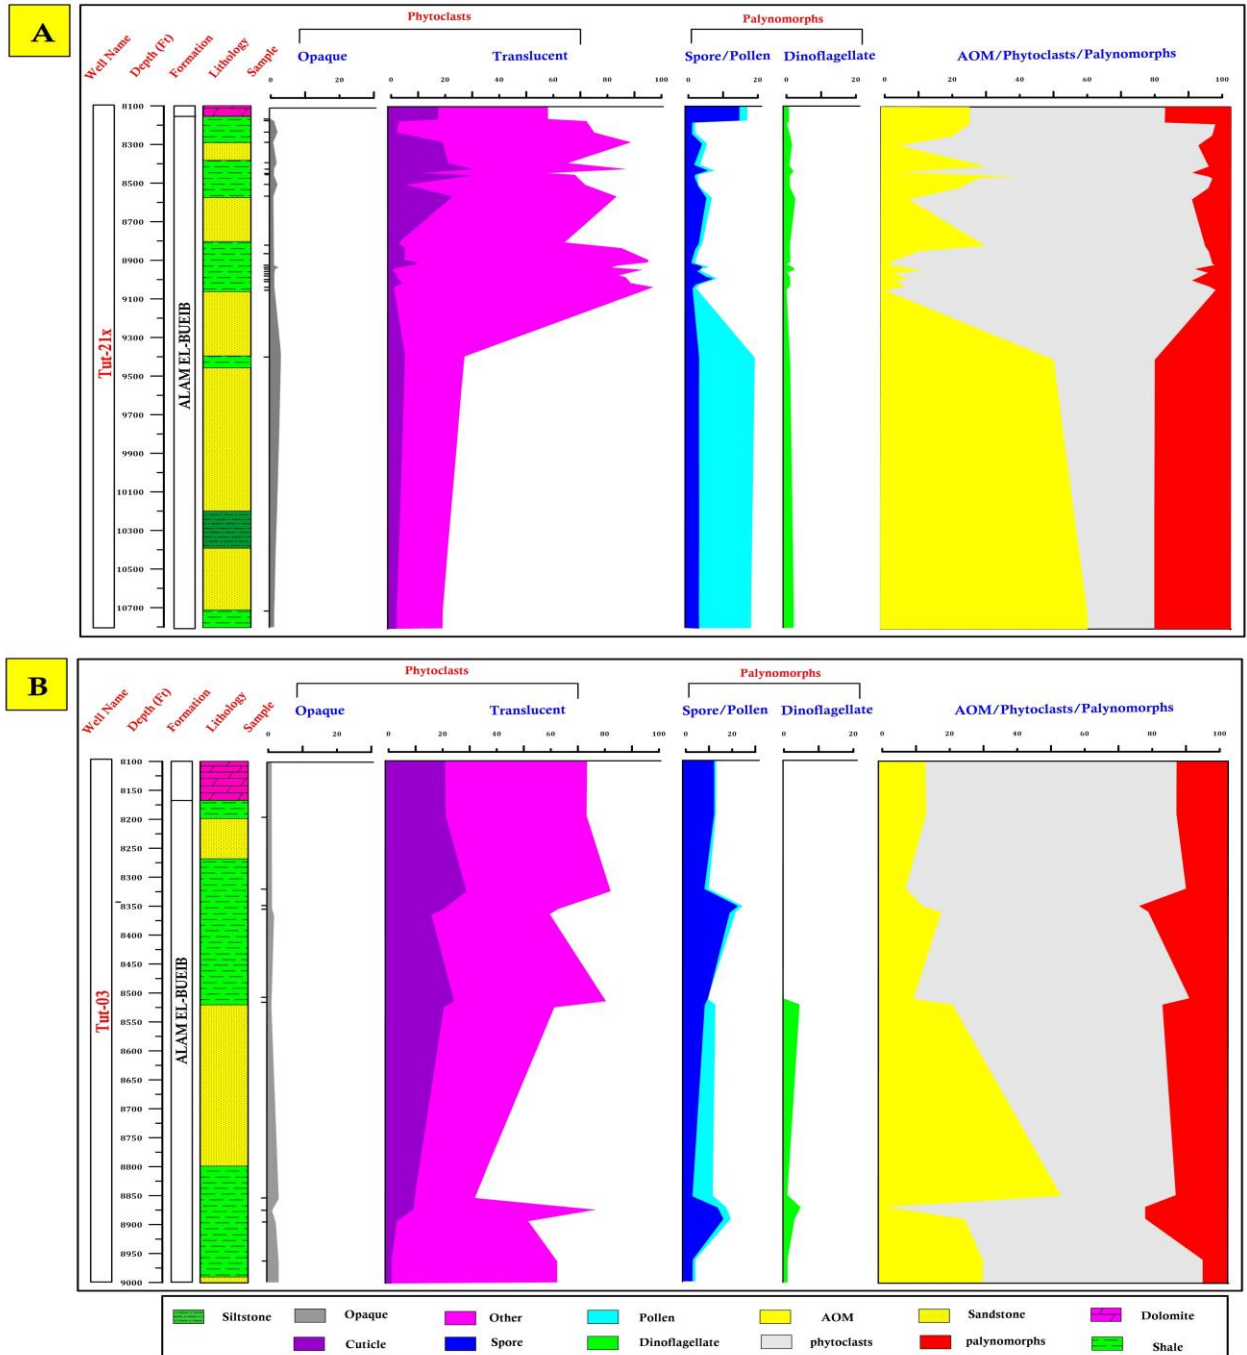 A
Phytoclasts
Palynomorphs
Well Name
Depth (Ft)
Formation
Lithology
Sample
Opaque
Translucent
Spore/Pollen
Dinoflagellate
AOM/Phytoclasts/Palynomorphs
0 20
0 20 40 60 80 100
0 20
0 20
0 20 40 60 80 100
8100
8300
8500
8700
8900
9100
9300
9500
9700
9900
10100
10300
10500
10700
Tut-21x
ALAM EL-BUEIB
B
Phytoclasts
Palynomorphs
Well Name
Depth (Ft)
Formation
Lithology
Sample
Opaque
Translucent
Spore/Pollen
Dinoflagellate
AOM/Phytoclasts/Palynomorphs
0 20
0 20 40 60 80 100
0 20
0 20
0 20 40 60 80 100
8100
8150
8200
8250
8300
8350
8400
8450
8500
8550
8600
8650
8700
8750
8800
8850
8900
8950
9000
Tut-03
ALAM EL-BUEIB
Siltstone Opaque Other Pollen AOM Sandstone Dolomite
Cuticle Spore Dinoflagellate phytoclasts palynomorphs Shale